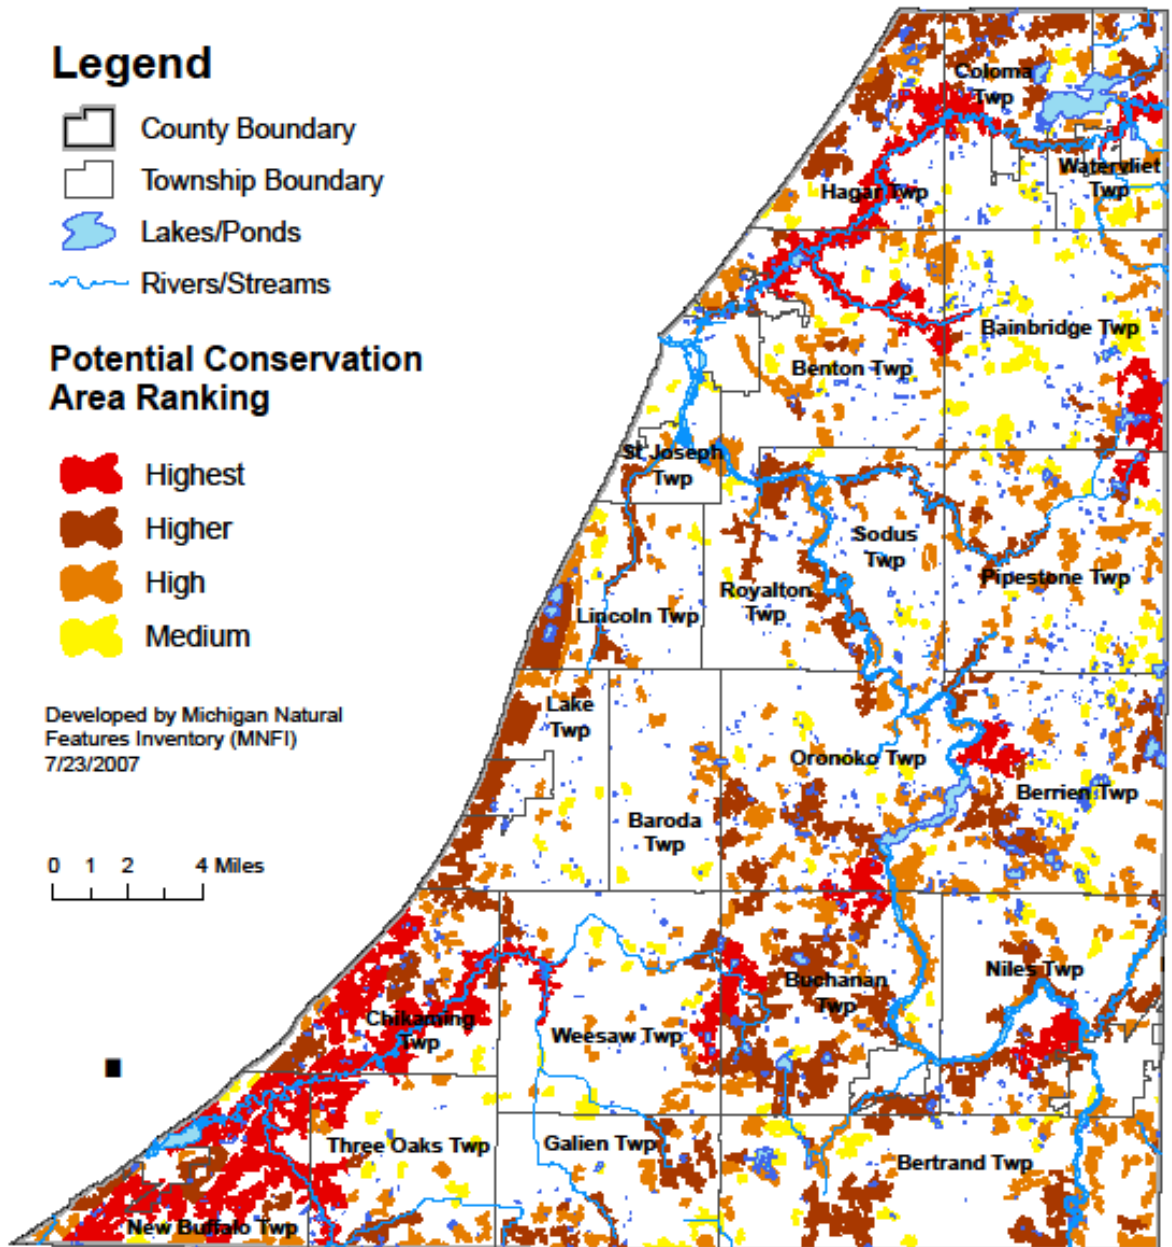 Legend
County Boundary
Township Boundary
Lakes/Ponds
Rivers/Streams
Potential Conservation
Area Ranking
Highest
Higher
High
Medium
Developed by Michigan Natural
Features Inventory (MNFI)
7/23/2007
0 1 2 4 Miles
Coloma
Twp
Watervliet
Twp
Hagar Twp
Bainbridge Twp
Benton Twp
St Joseph
Twp
Sodus
Twp
Pipestone Twp
Royalton
Twp
Lincoln Twp
Lake
Twp
Oronoko Twp
Berrien Twp
Baroda
Twp
Niles Twp
Buchanan
Twp
Chikaming
Twp
Weesaw Twp
Three Oaks Twp
Galien Twp
Bertrand Twp
New Buffalo Twp